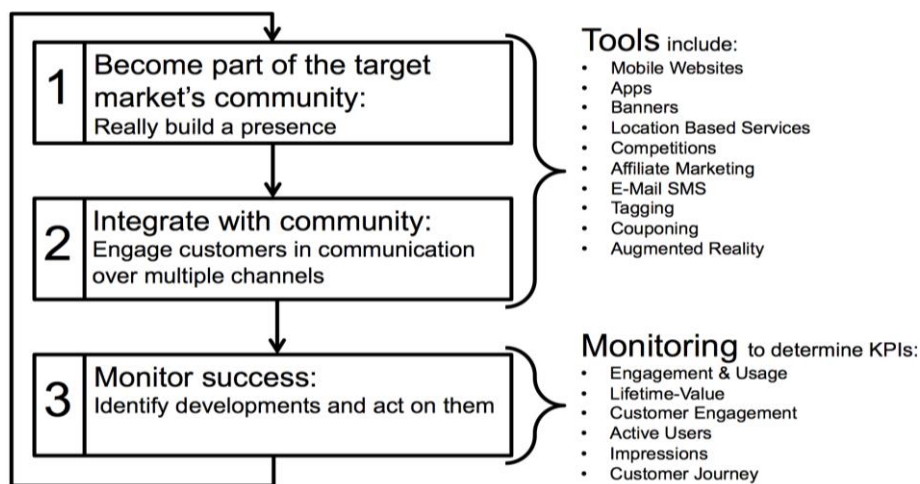 1
Become part of the target
market's community:
Really build a presence
2
Integrate with community:
Engage customers in communication
over multiple channels
3
Monitor success:
Identify developments and act on them
Tools include:
• Mobile Websites
• Apps
• Banners
• Location Based Services
• Competitions
• Affiliate Marketing
• E-Mail SMS
• Tagging
• Couponing
• Augmented Reality
Monitoring to determine KPIs:
• Engagement & Usage
• Lifetime-Value
• Customer Engagement
• Active Users
• Impressions
• Customer Journey